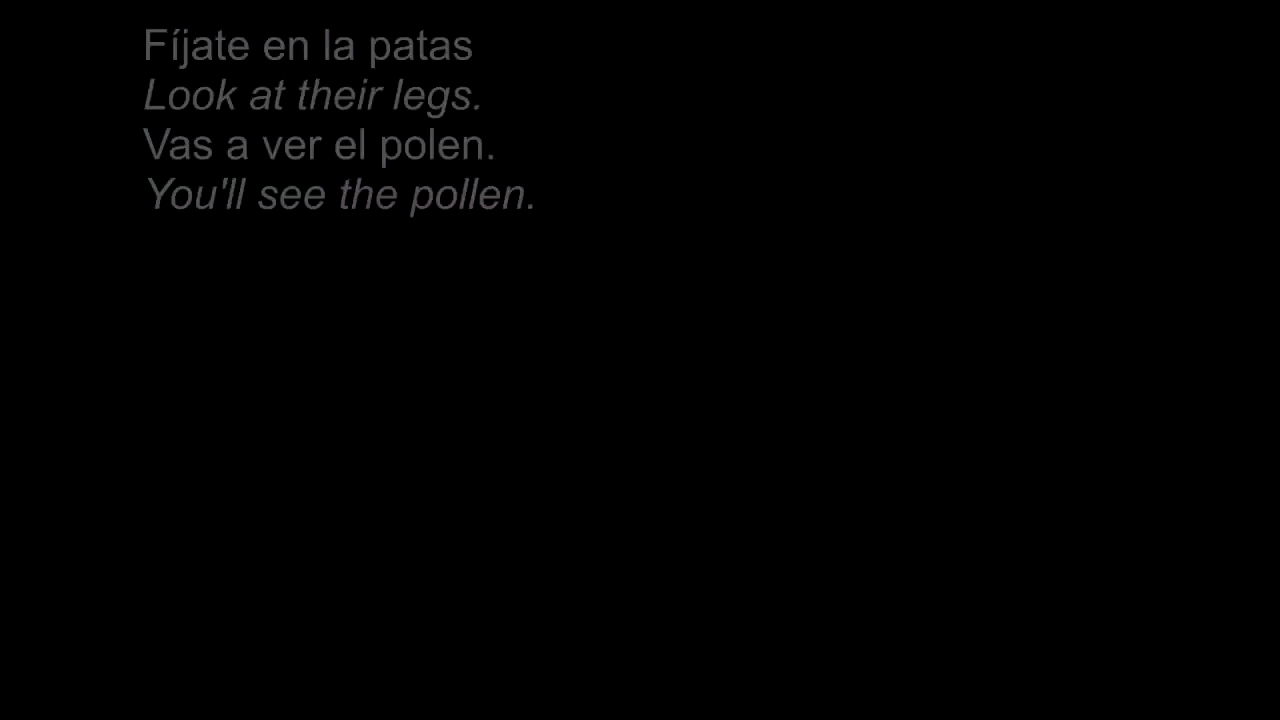 Fíjate en la patas
Look at their legs.
Vas a ver el polen.
You'll see the pollen.